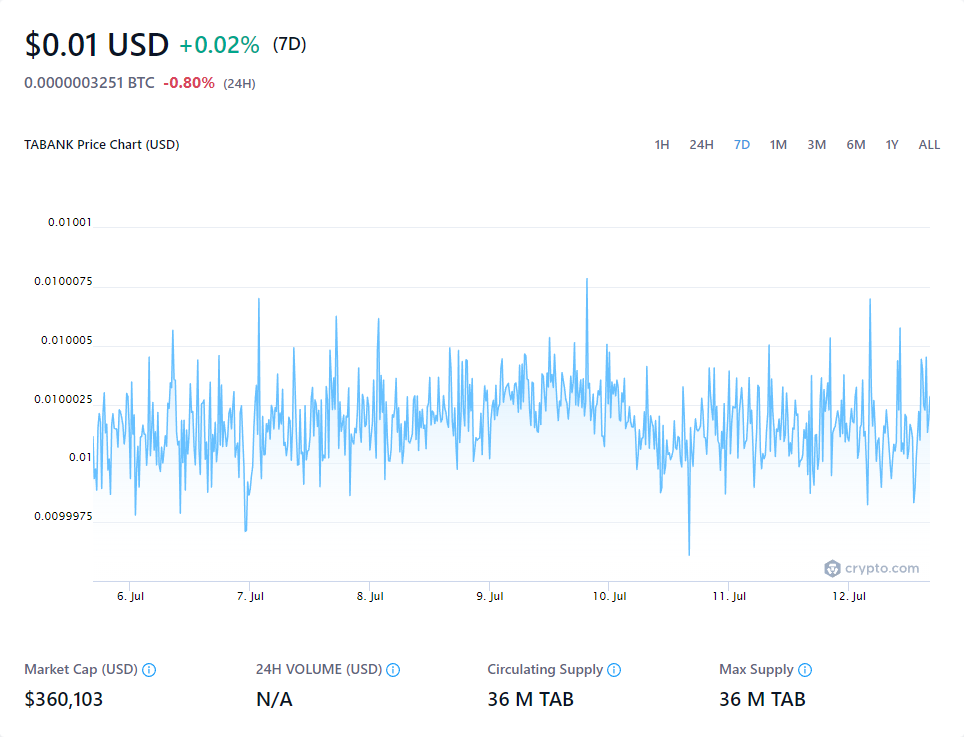 $0.01 USD +0.02% (7D)
0.0000003251 BTC -0.80% (24H)
TABANK Price Chart (USD) 1H 24H 7D 1M 3M 6M 1Y ALL
0.01001
0.0100075
0.010005
0.0100025
0.01
0.0099975
crypto.com
6. Jul 7. Jul 8. Jul 9. Jul 10. Jul 11. Jul 12. Jul
Market Cap (USD) 24H VOLUME (USD) Circulating Supply Max Supply
$360,103 N/A 36 M TAB 36 M TAB